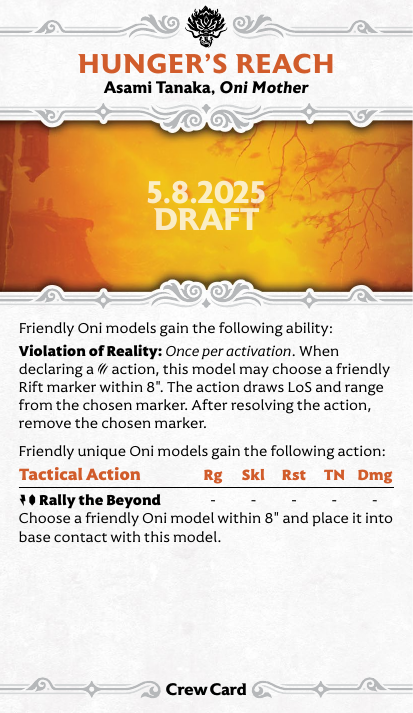 HUNGER'S REACH
Asami Tanaka, Oni Mother
5.8.2025
DRAFT
Friendly Oni models gain the following ability:
Violation of Reality: Once per activation. When
declaring a action, this model may choose a friendly
Rift marker within 8". The action draws LoS and range
from the chosen marker. After resolving the action,
remove the chosen marker.
Friendly unique Oni models gain the following action:
Tactical Action Rg Skl Rst TN Dmg
Rally the Beyond - - - - -
Choose a friendly Oni model within 8" and place it into
base contact with this model.
Crew Card